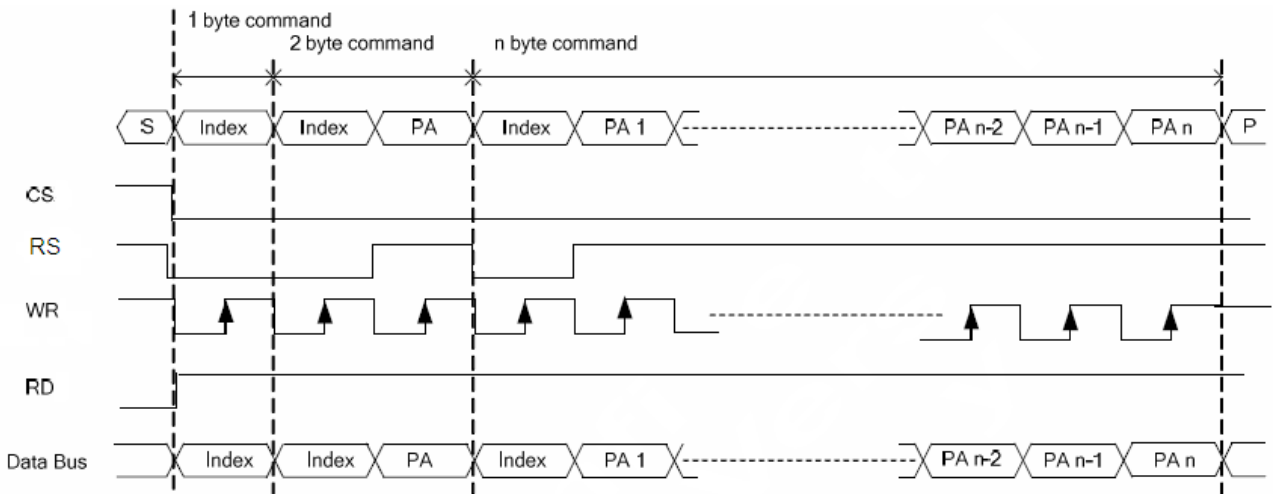 1 byte command
2 byte command n byte command
S Index Index PA Index PA 1 PA n-2 PA n-1 PA n P
CS
RS
WR
RD
Data Bus Index Index PA Index PA 1 PA n-2 PA n-1 PA n